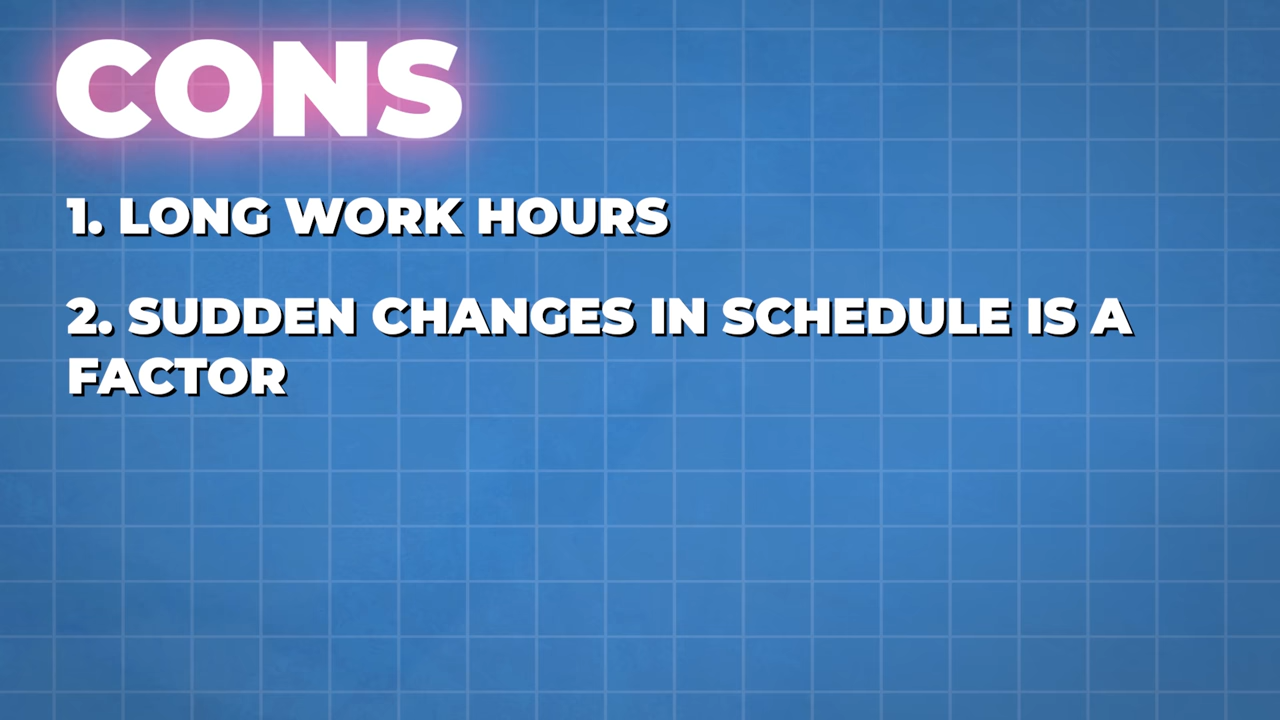 CONS
1. LONG WORK HOURS
2. SUDDEN CHANGES IN SCHEDULE IS A
FACTOR